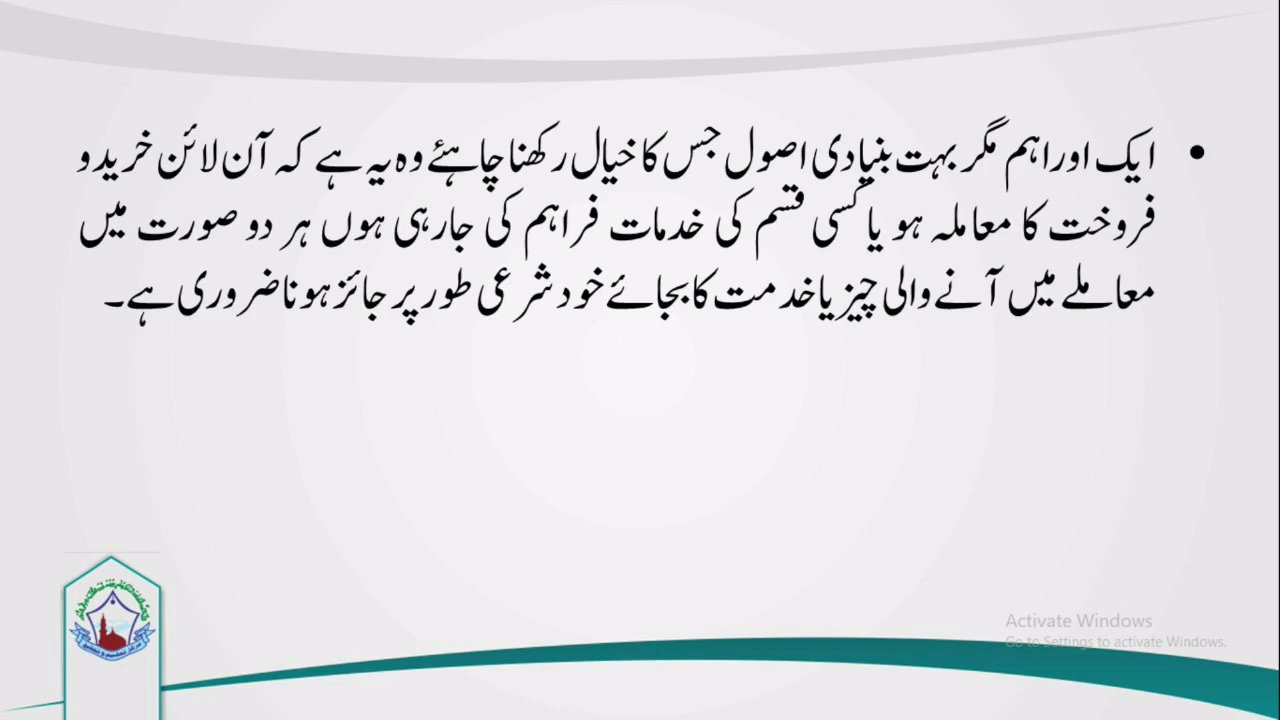 • ایک اور اہم مگر بہت بنیادی اصول جس کا خیال رکھنا چاہئے وہ یہ ہے کہ آن لائن خرید و
فروخت کا معاملہ ہو یا کسی قسم کی خدمات فراہم کی جارہی ہوں ہر دو صورت میں
معاملے میں آنے والی چیز یا خدمت کا بجائے خود شرعی طور پر جائز ہونا ضروری ہے۔
Activate Windows
Go to Settings to activate Windows.